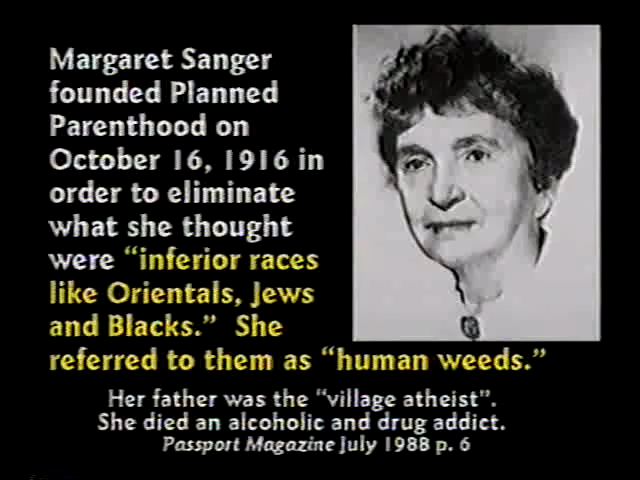 Margaret Sanger
founded Planned
Parenthood on
October 16, 1916 in
order to eliminate
what she thought
were “inferior races
like Orientals, Jews
and Blacks.” She
referred to them as “human weeds.”
Her father was the “village atheist”.
She died an alcoholic and drug addict.
Passport Magazine July 1988 p. 6